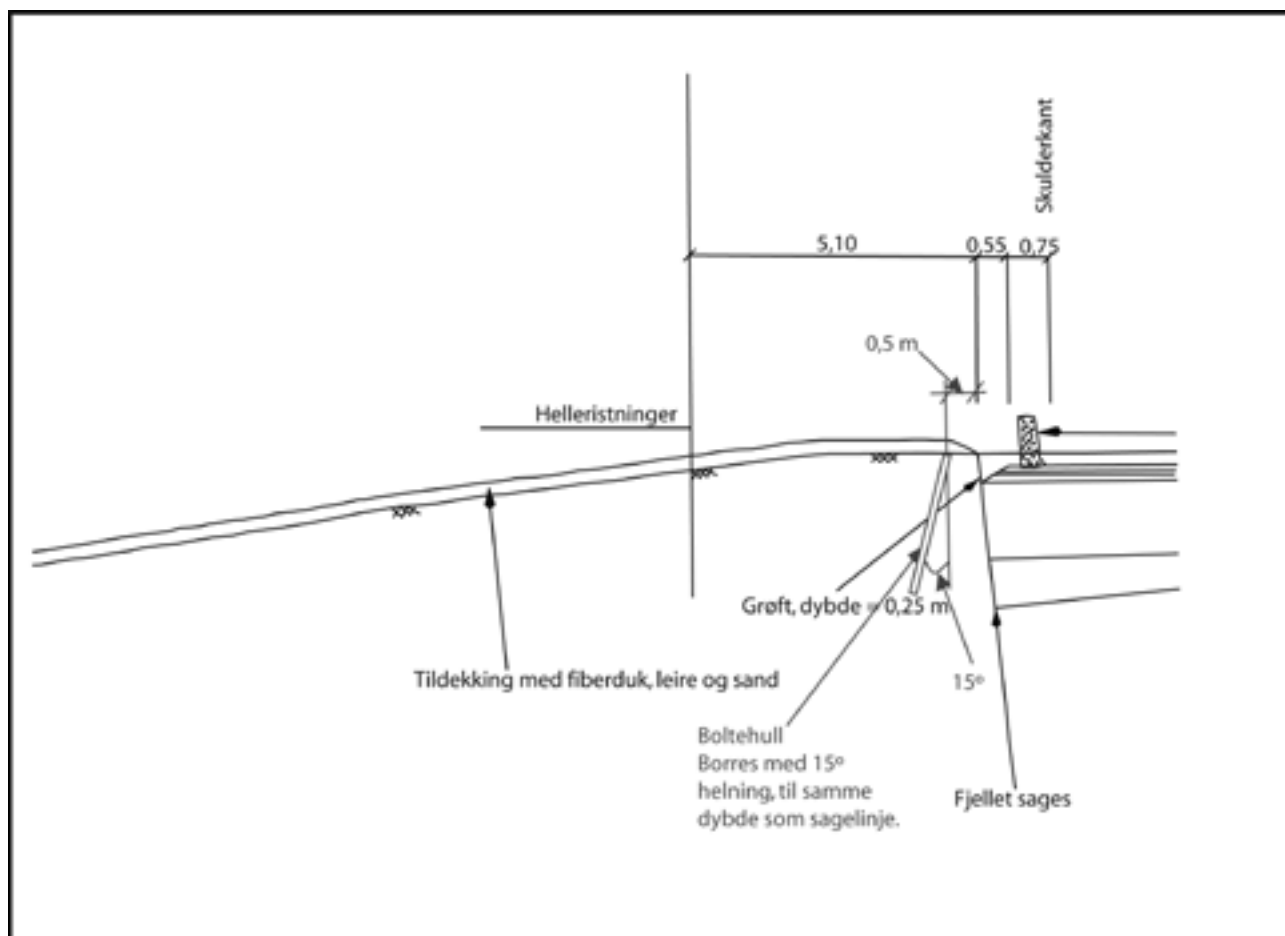 Skulderkant
5,10
0,55
0,75
0,5 m
Helleristninger
Grøft, dybde = 0,25 m
Tildekking med fiberduk, leire og sand
15º
Boltehull
Borres med 15º
helning, til samme
dybde som sagelinje.
Fjellet sages